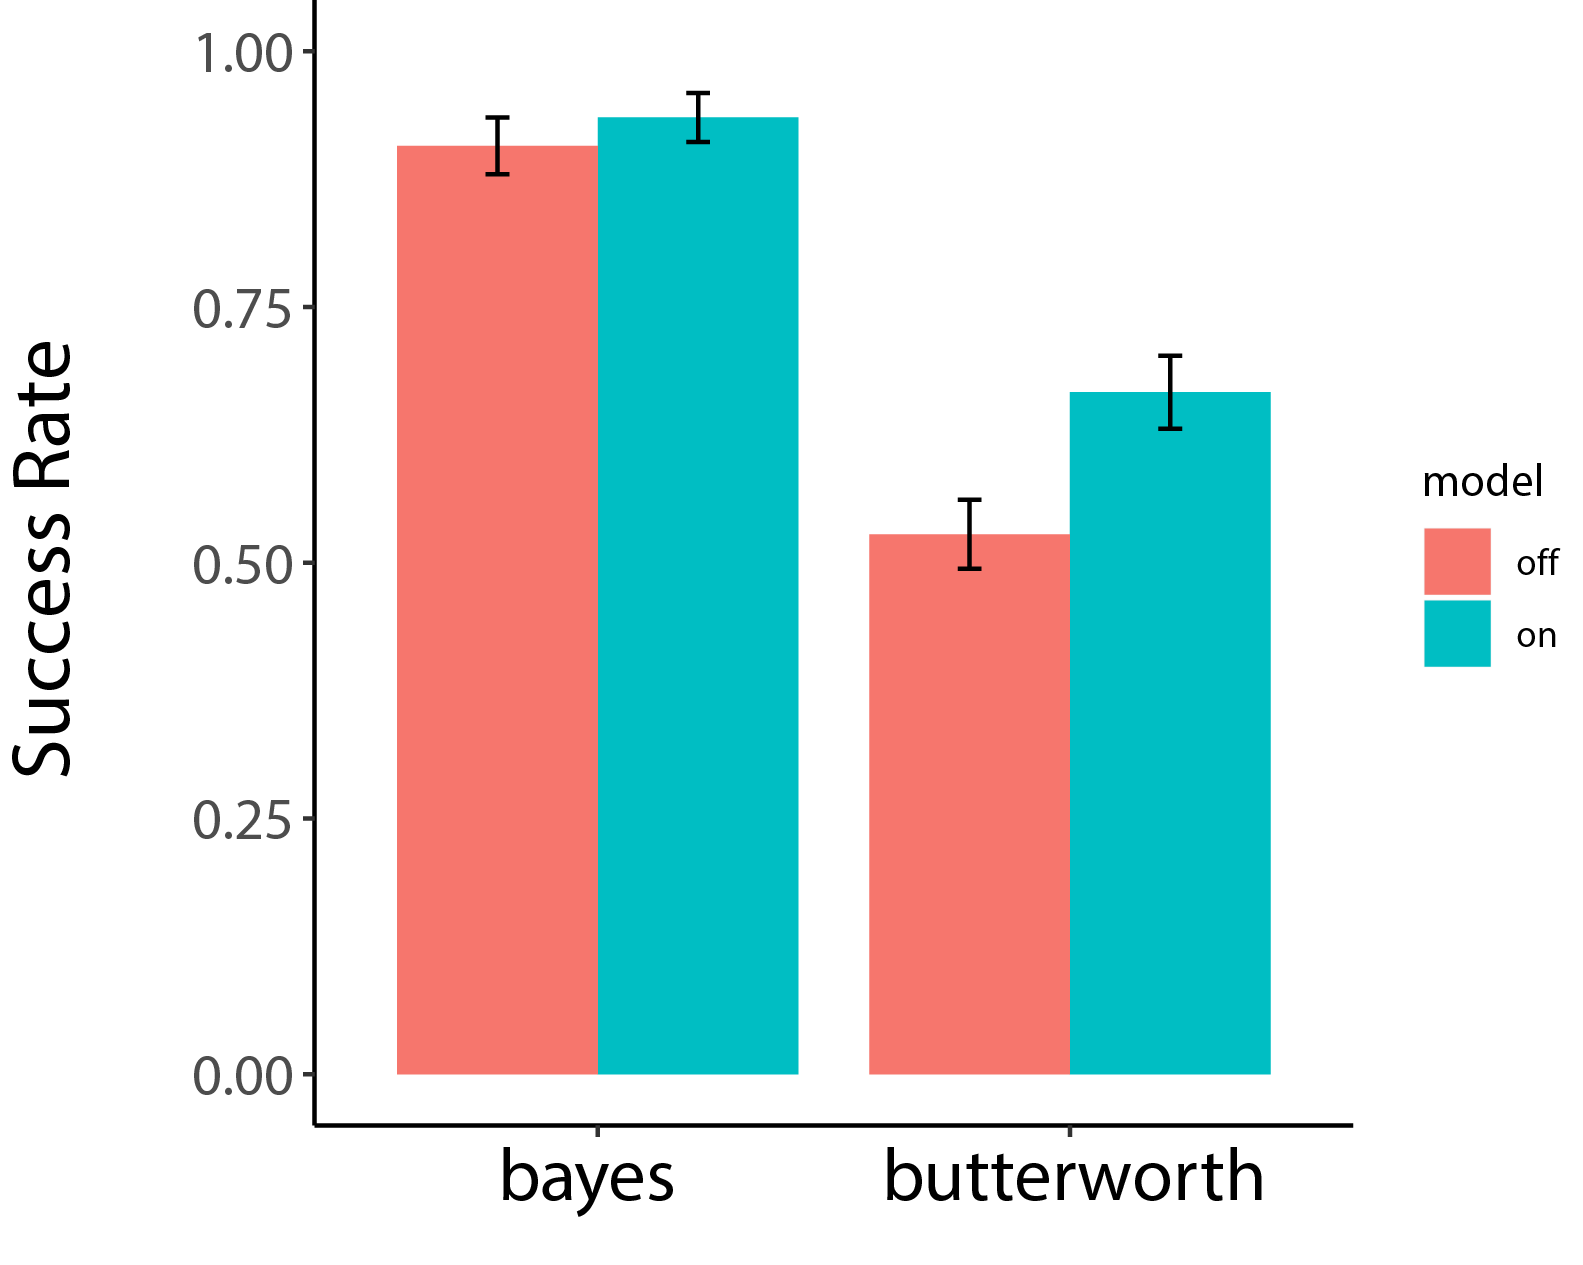 Success Rate
1.00
0.75
0.50
0.25
0.00
bayes
butterworth
model
off
on